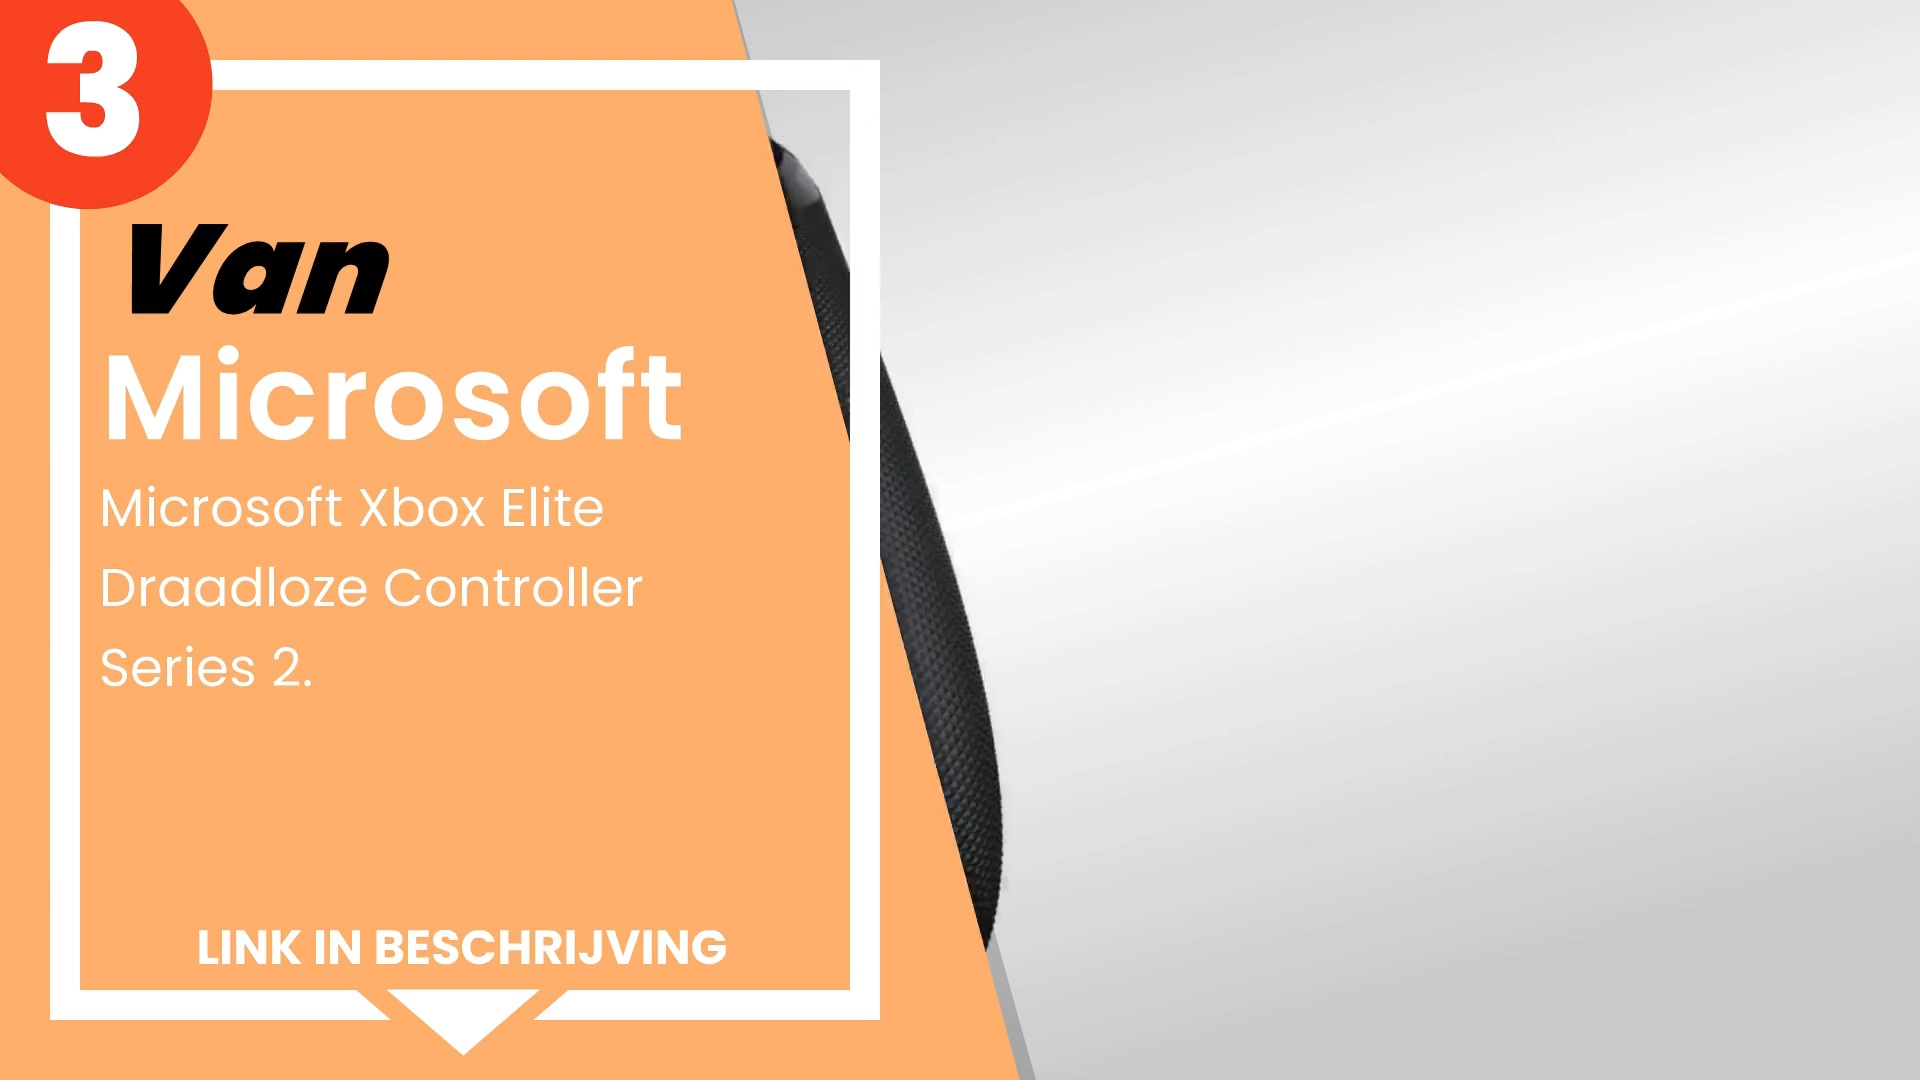 3
Van
Microsoft
Microsoft Xbox Elite
Draadloze Controller
Series 2.
LINK IN BESCHRIJVING